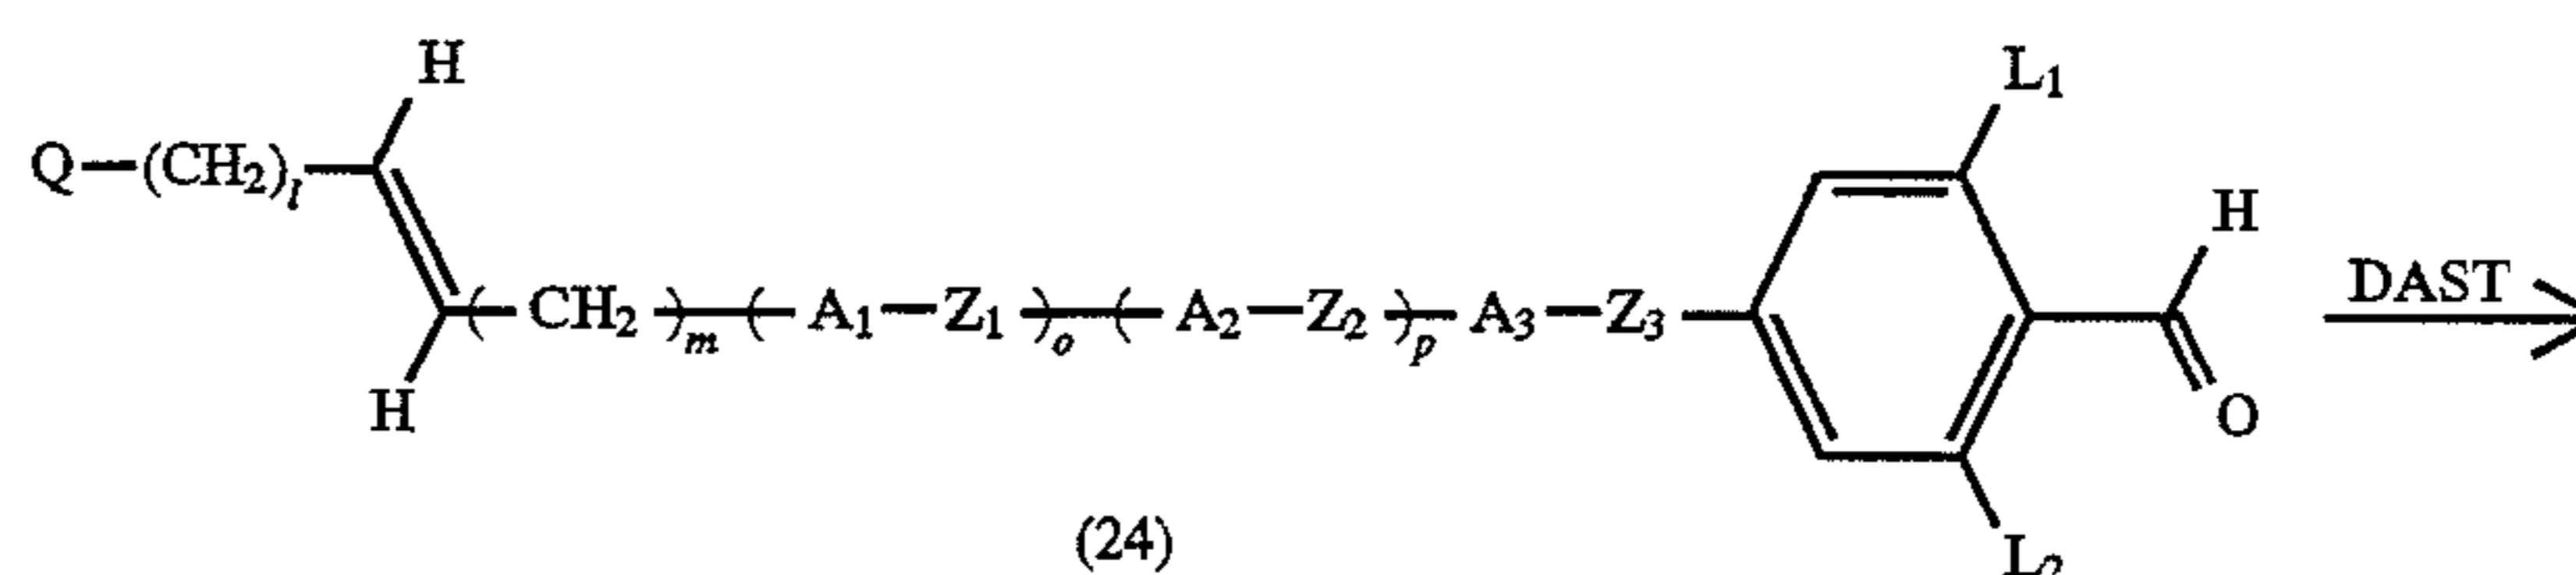 H
L₁
Q—(CH₂)ₗ
H
DAST
( CH₂ )ₘ ( A₁—Z₁ )ₒ ( A₂—Z₂ )ₚ A₃—Z₃
H
O
(24)
L₂